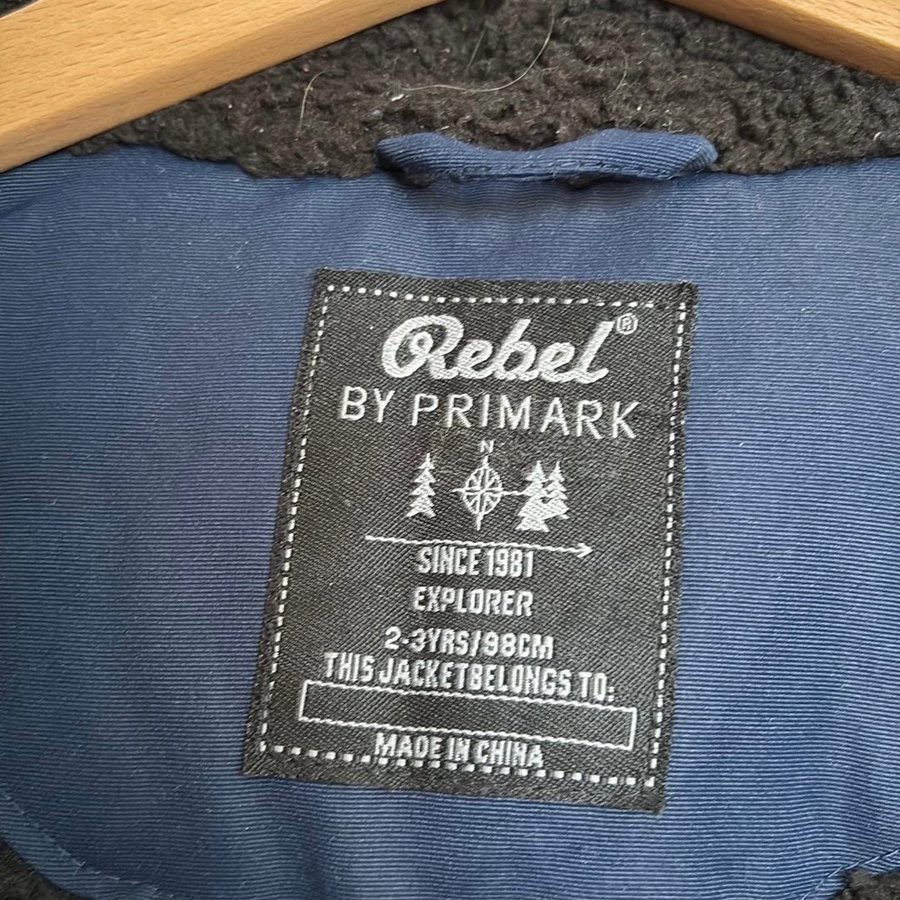 Rebel®
BY PRIMARK
N
SINCE 1981
EXPLORER
2-3YRS/98CM
THIS JACKETBELONGS TO:
MADE IN CHINA